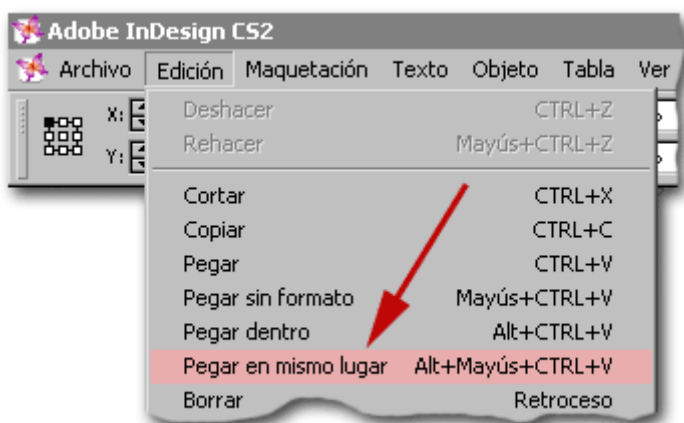 Adobe InDesign CS2
Archivo Edición Maquetación Texto Objeto Tabla Ver
X:
Y:
Deshacer CTRL+Z
Rehacer Mayús+CTRL+Z
Cortar CTRL+X
Copiar CTRL+C
Pegar CTRL+V
Pegar sin formato Mayús+CTRL+V
Pegar dentro Alt+CTRL+V
Pegar en mismo lugar Alt+Mayús+CTRL+V
Borrar Retroceso